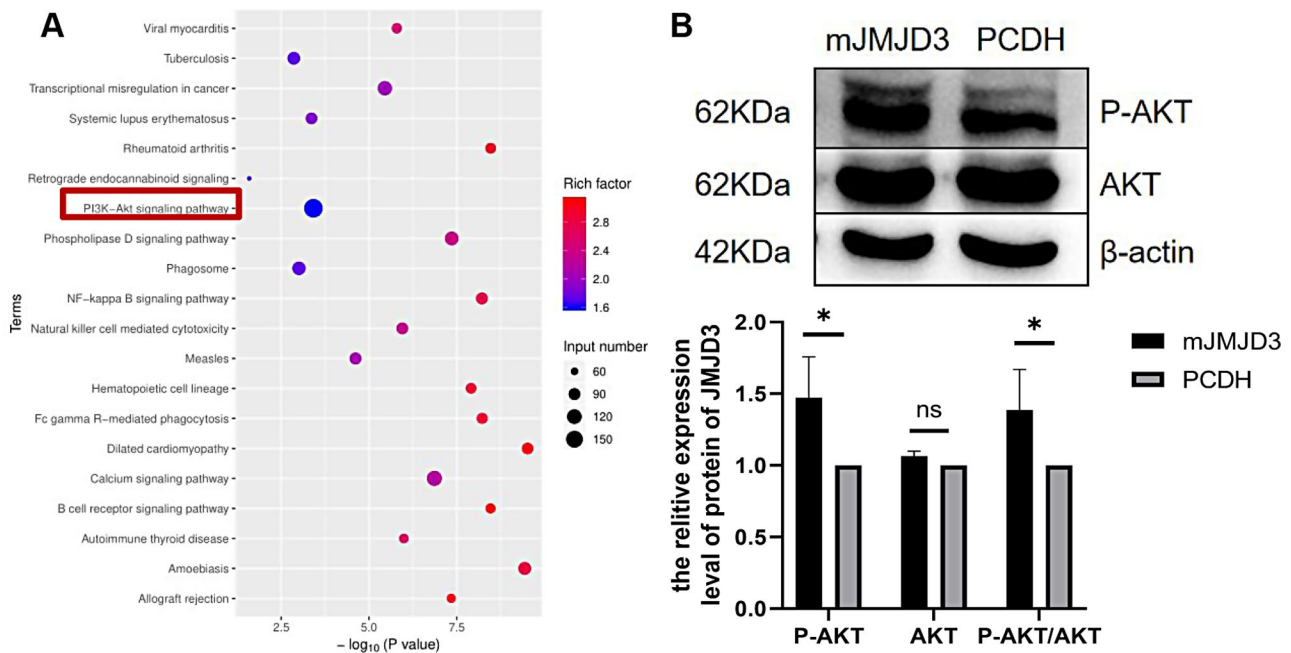 A
Terms
Viral myocarditis
Tuberculosis
Transcriptional misregulation in cancer
Systemic lupus erythematosus
Rheumatoid arthritis
Retrograde endocannabinoid signaling
PI3K−Akt signaling pathway
Phospholipase D signaling pathway
Phagosome
NF−kappa B signaling pathway
Natural killer cell mediated cytotoxicity
Measles
Hematopoietic cell lineage
Fc gamma R−mediated phagocytosis
Dilated cardiomyopathy
Calcium signaling pathway
B cell receptor signaling pathway
Autoimmune thyroid disease
Amoebiasis
Allograft rejection
2.5 5.0 7.5
− log10 (P value)
Rich factor
2.8
2.4
2.0
1.6
Input number
60
90
120
150
B
mJMJD3 PCDH
62KDa P-AKT
62KDa AKT
42KDa β-actin
the relitive expression
leval of protein of JMJD3
2.0
1.5
1.0
0.5
0.0
* ns *
P-AKT AKT P-AKT/AKT
mJMJD3
PCDH